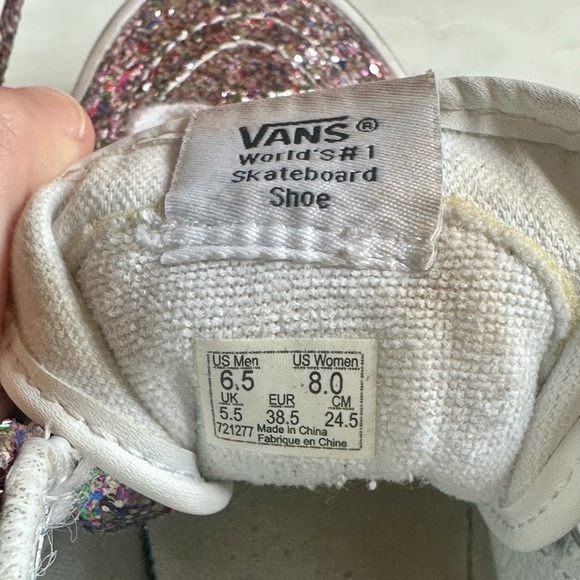 VANS®
World's #1
Skateboard
Shoe
US Men US Women
6.5 8.0
UK EUR CM
5.5 38.5 24.5
721277 Made in China
Fabrique en Chine